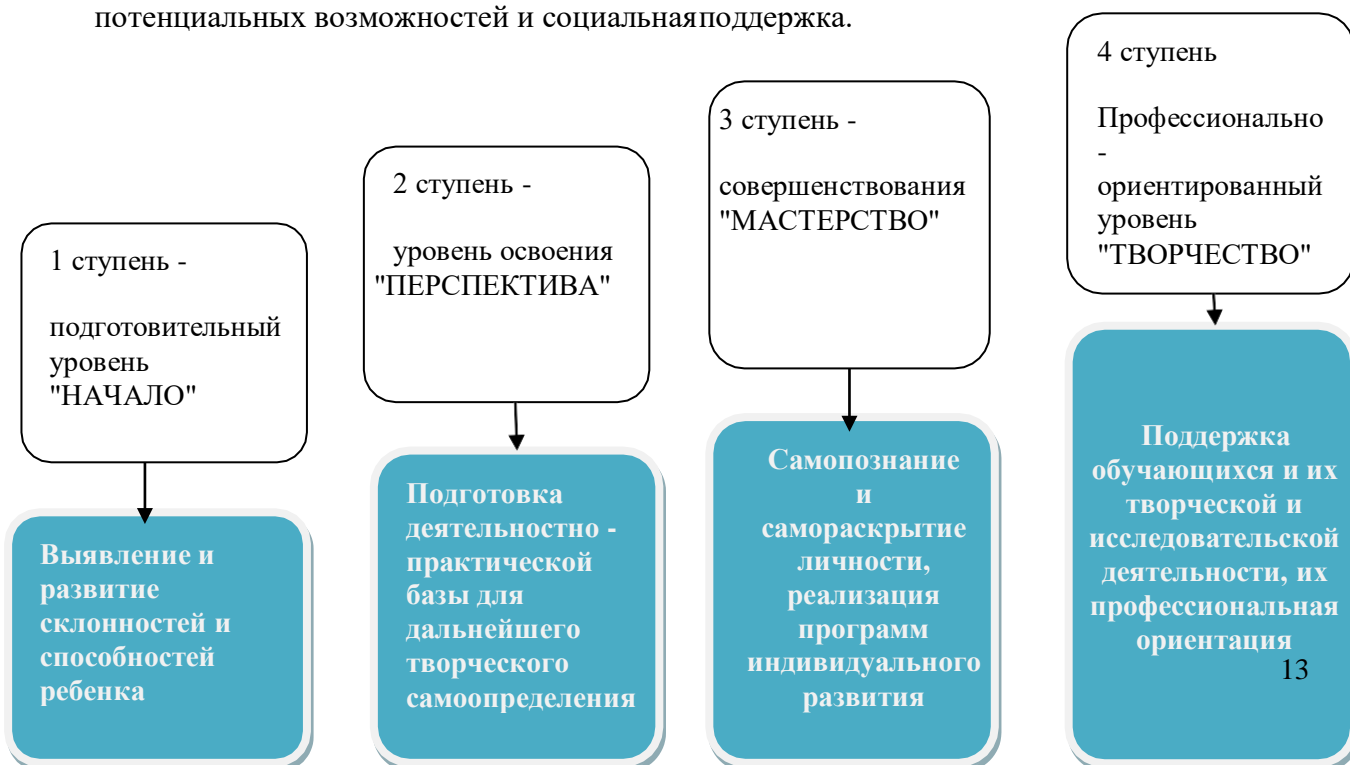 потенциальных возможностей и социальнаяподдержка.
1 ступень -
подготовительный
уровень
"НАЧАЛО"
Выявление и
развитие
склонностей и
способностей
ребенка
2 ступень -
уровень освоения
"ПЕРСПЕКТИВА"
Подготовка
деятельностно -
практической
базы для
дальнейшего
творческого
самоопределения
3 ступень -
совершенствования
"МАСТЕРСТВО"
Самопознание
и
самораскрытие
личности,
реализация
программ
индивидуального
развития
4 ступень
Профессионально
-
ориентированный
уровень
"ТВОРЧЕСТВО"
Поддержка
обучающихся и их
творческой и
исследовательской
деятельности, их
профессиональная
ориентация
13